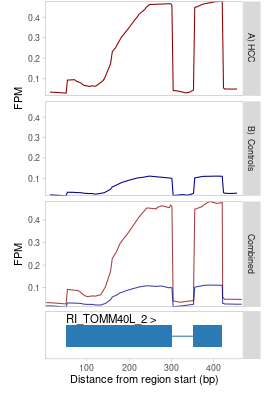 0.4
0.3
0.2
0.1
A) HCC
FPM
0.4
0.3
0.2
0.1
B) Controls
0.4
0.3
0.2
0.1
Combined
FPM
RI_TOMM40L_2 >
100 200 300 400
Distance from region start (bp)